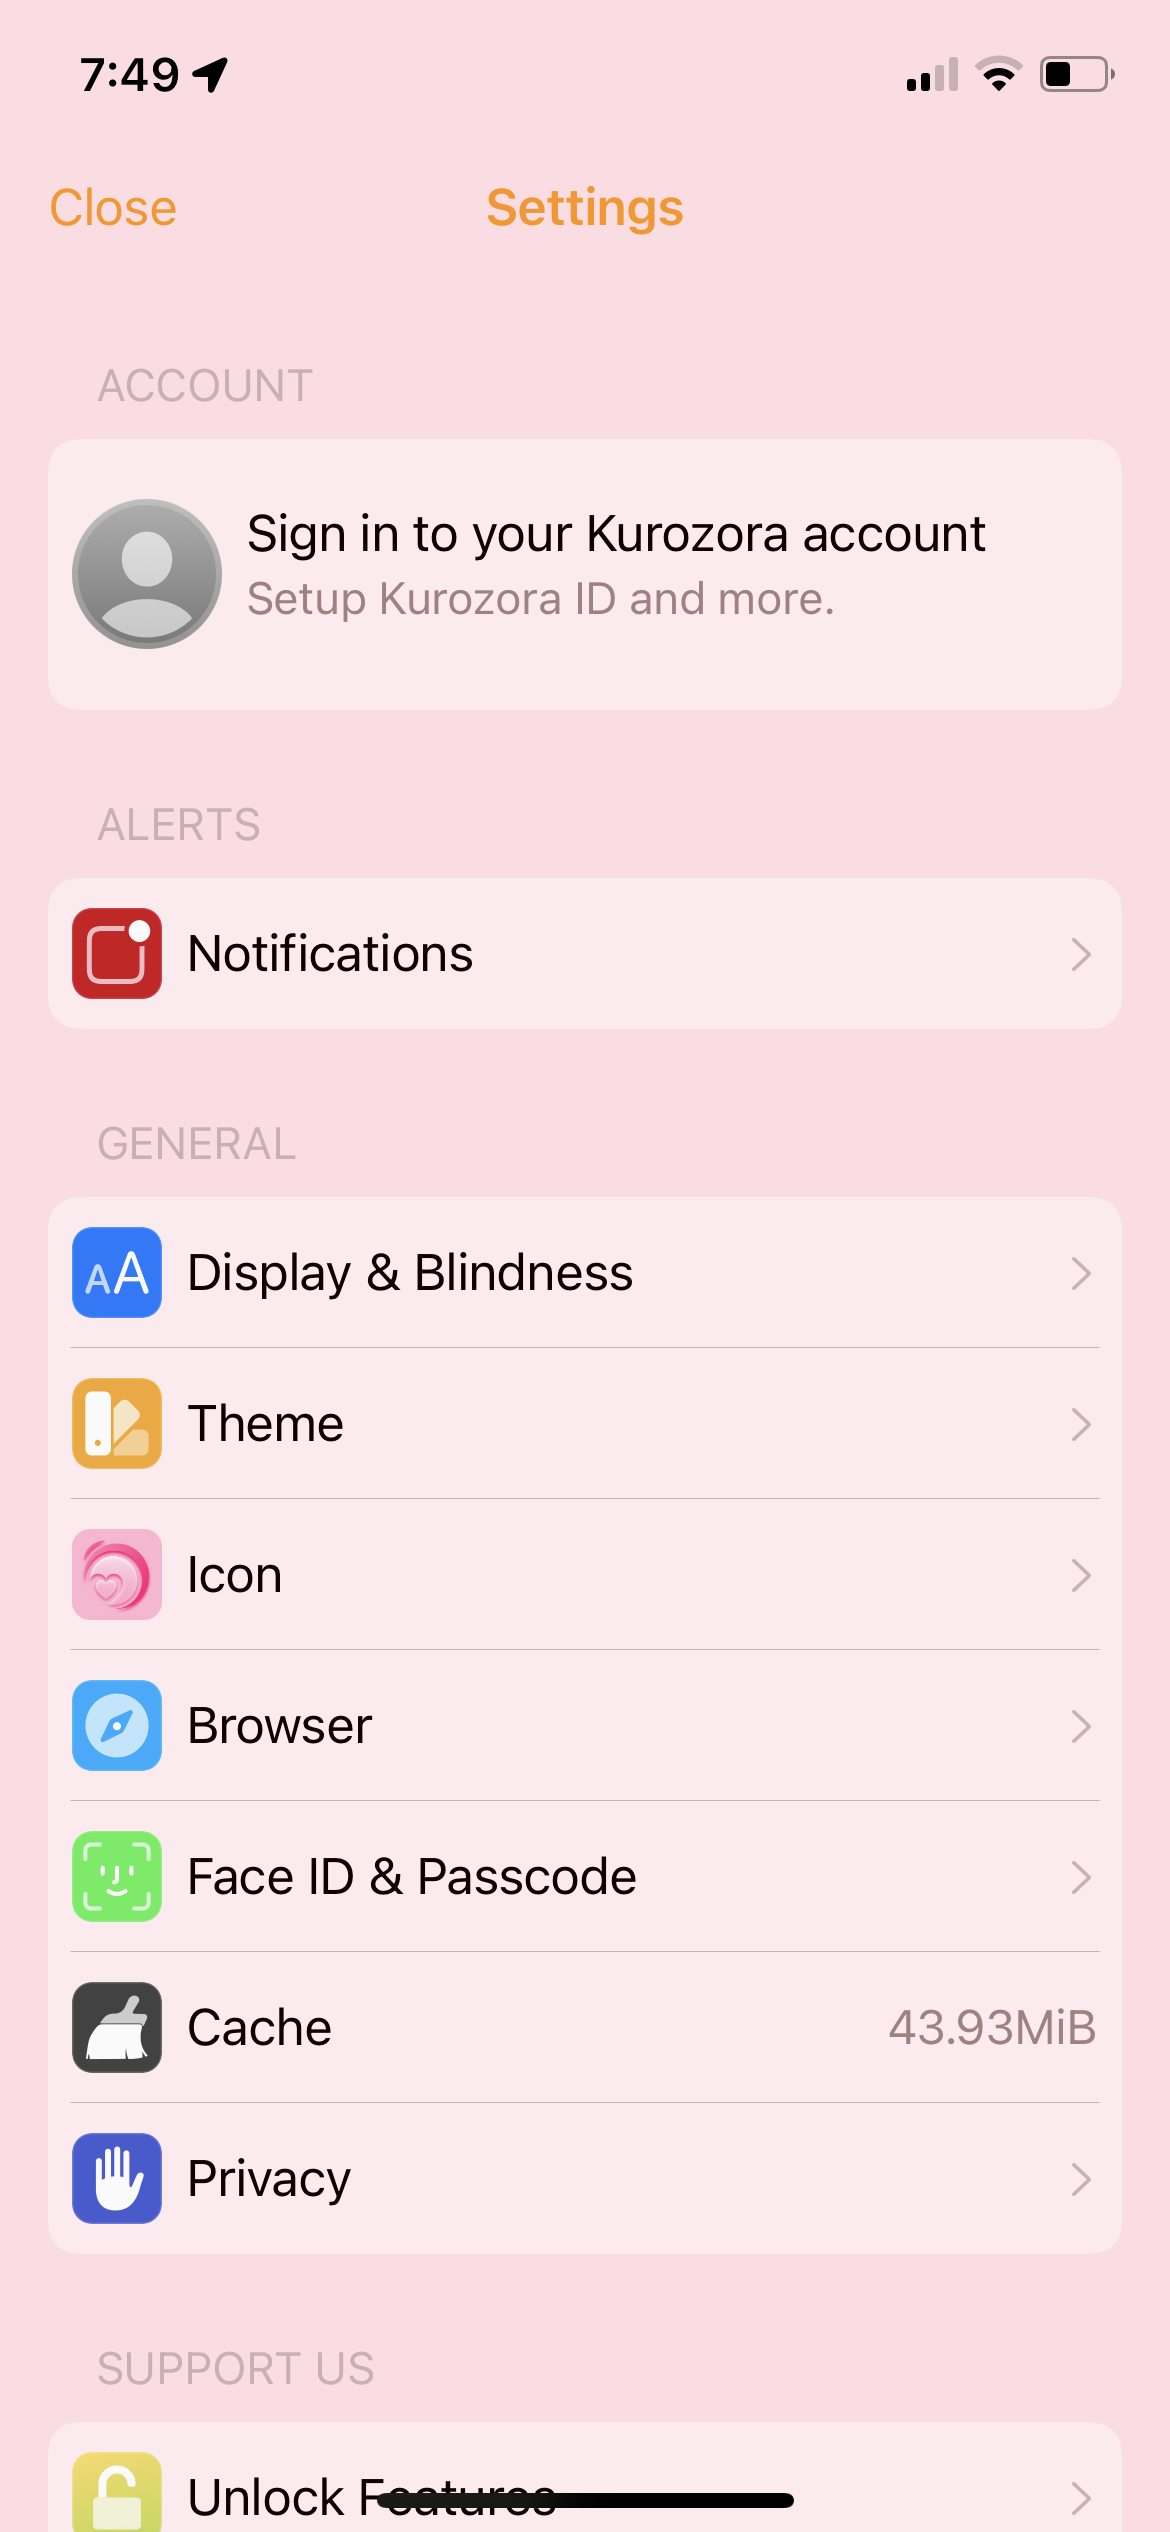 7:49
Close
Settings
ACCOUNT
Sign in to your Kurozora account
Setup Kurozora ID and more.
ALERTS
Notifications
GENERAL
AA
Display & Blindness
Theme
Icon
Browser
Face ID & Passcode
Cache
43.93MiB
Privacy
SUPPORT US
Unlock Features